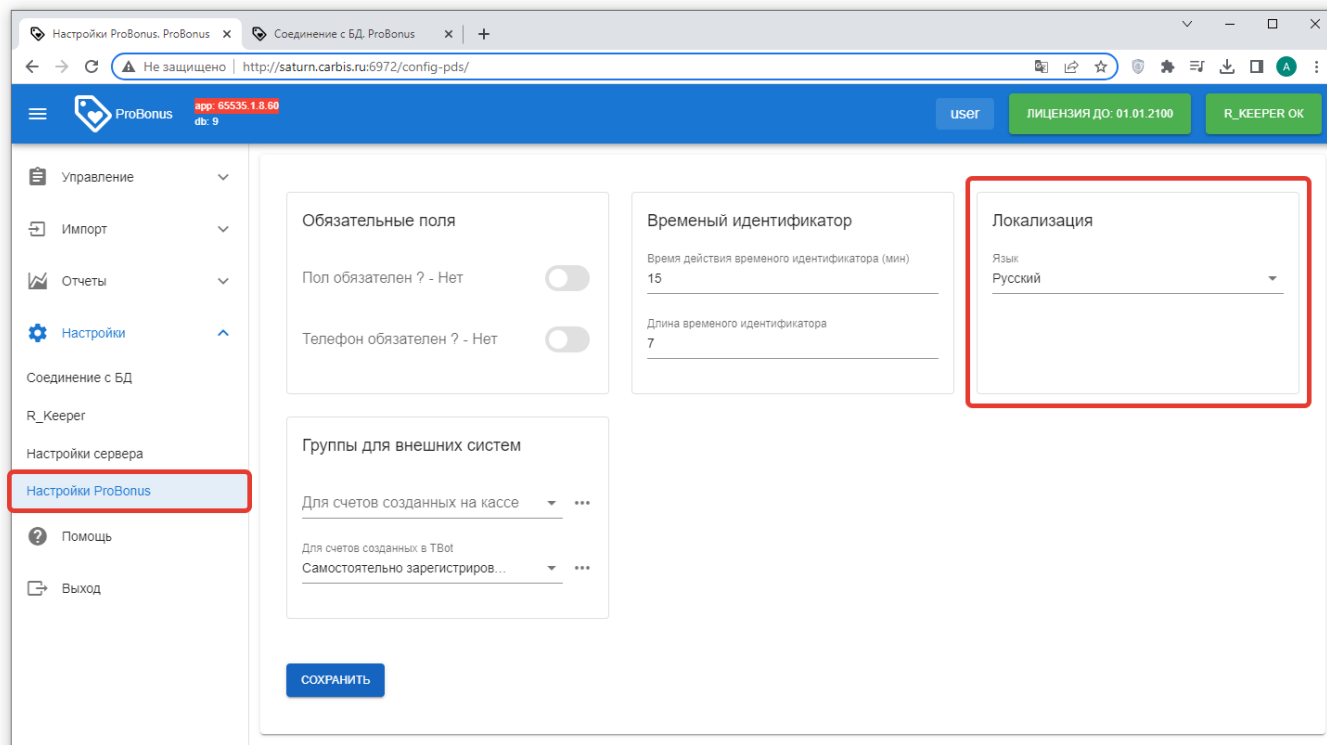 Настройки ProBonus. ProBonus
Соединение с БД. ProBonus
Не защищено
http://saturn.carbis.ru:6972/config-pds/
A
ProBonus
app: 65535.1.8.60
db: 9
user
ЛИЦЕНЗИЯ ДО: 01.01.2100
R_KEEPER ОК
Управление
Импорт
Отчеты
Настройки
Соединение с БД
R_Keeper
Настройки сервера
Настройки ProBonus
Помощь
Выход
Обязательные поля
Пол обязателен ? - Нет
Телефон обязателен ? - Нет
Временый идентификатор
Время действия временого идентификатора (мин)
15
Длина временого идентификатора
7
Локализация
Язык
Русский
Группы для внешних систем
Для счетов созданных на кассе
Для счетов созданных в TBot
Самостоятельно зарегистриров...
СОХРАНИТЬ